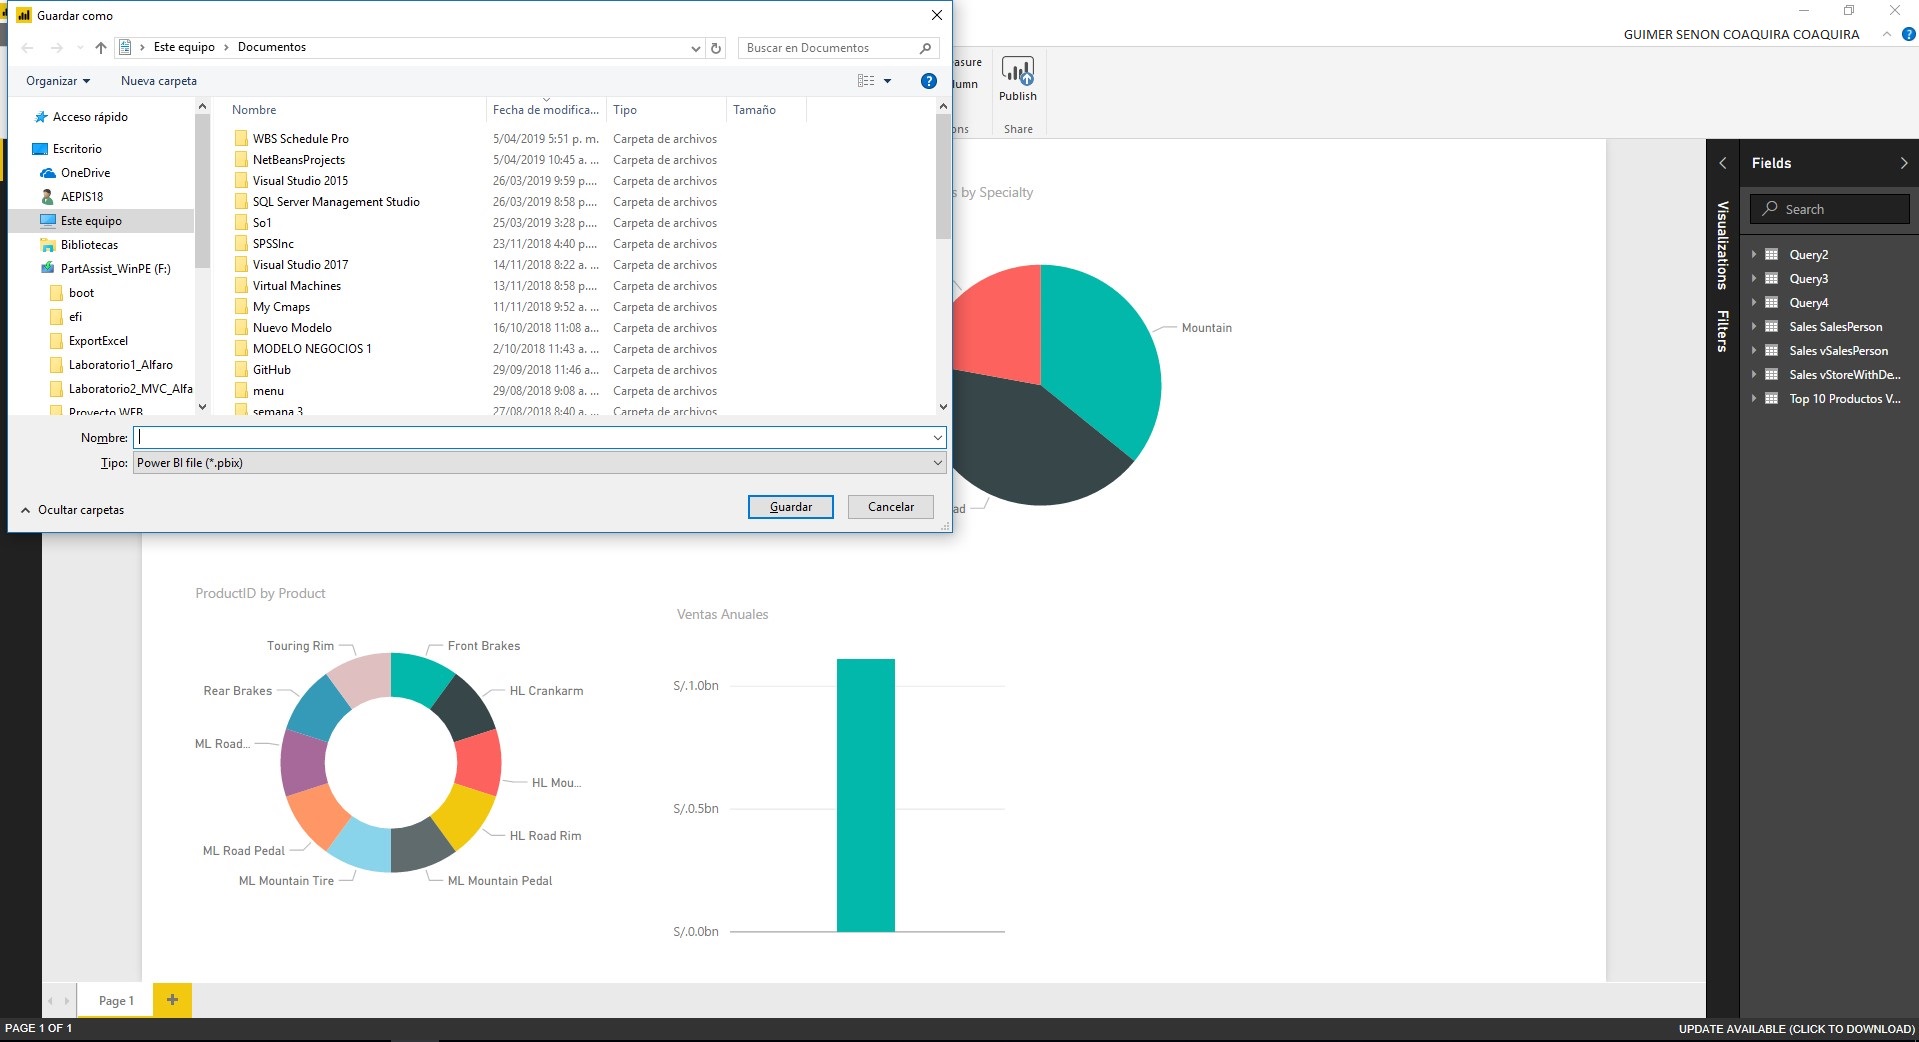 Guardar como
GUIMER SENON COAQUIRA COAQUIRA
Este equipo
Documentos
Buscar en Documentos
Organizar
Nueva carpeta
Publish
Share
Acceso rápido
Escritorio
OneDrive
AEPIS18
Este equipo
Bibliotecas
PartAssist_WinPE (F:)
boot
efi
ExportExcel
Laboratorio1_Alfaro
Laboratorio2_MVC_Alfa
Proyecto WEB
Nombre Fecha de modifica... Tipo Tamaño
WBS Schedule Pro 5/04/2019 5:51 p. m. Carpeta de archivos
NetBeansProjects 5/04/2019 10:45 a. ... Carpeta de archivos
Visual Studio 2015 26/03/2019 9:59 p.... Carpeta de archivos
SQL Server Management Studio 26/03/2019 8:58 p.... Carpeta de archivos
So1 25/03/2019 3:28 p.... Carpeta de archivos
SPSSInc 23/11/2018 4:40 p.... Carpeta de archivos
Visual Studio 2017 14/11/2018 8:22 a. ... Carpeta de archivos
Virtual Machines 13/11/2018 8:58 p.... Carpeta de archivos
My Cmaps 11/11/2018 9:52 a. ... Carpeta de archivos
Nuevo Modelo 16/10/2018 11:08 a... Carpeta de archivos
MODELO NEGOCIOS 1 2/10/2018 11:43 a. ... Carpeta de archivos
GitHub 29/09/2018 11:46 a... Carpeta de archivos
menu 29/08/2018 9:08 a. ... Carpeta de archivos
semana 3 27/08/2018 8:40 a. ... Carpeta de archivos
Nombre:
Tipo: Power BI file (*.pbix)
Ocultar carpetas
Guardar
Cancelar
s by Specialty
Mountain
ad
ProductID by Product
Touring Rim
Front Brakes
Rear Brakes
HL Crankarm
ML Road...
HL Mou...
HL Road Rim
ML Road Pedal
ML Mountain Tire
ML Mountain Pedal
Ventas Anuales
S/.1.0bn
S/.0.5bn
S/.0.0bn
Visualizations
Filters
Fields
Search
Query2
Query3
Query4
Sales SalesPerson
Sales vSalesPerson
Sales vStoreWithDe...
Top 10 Productos V...
Page 1
PAGE 1 OF 1
UPDATE AVAILABLE (CLICK TO DOWNLOAD)